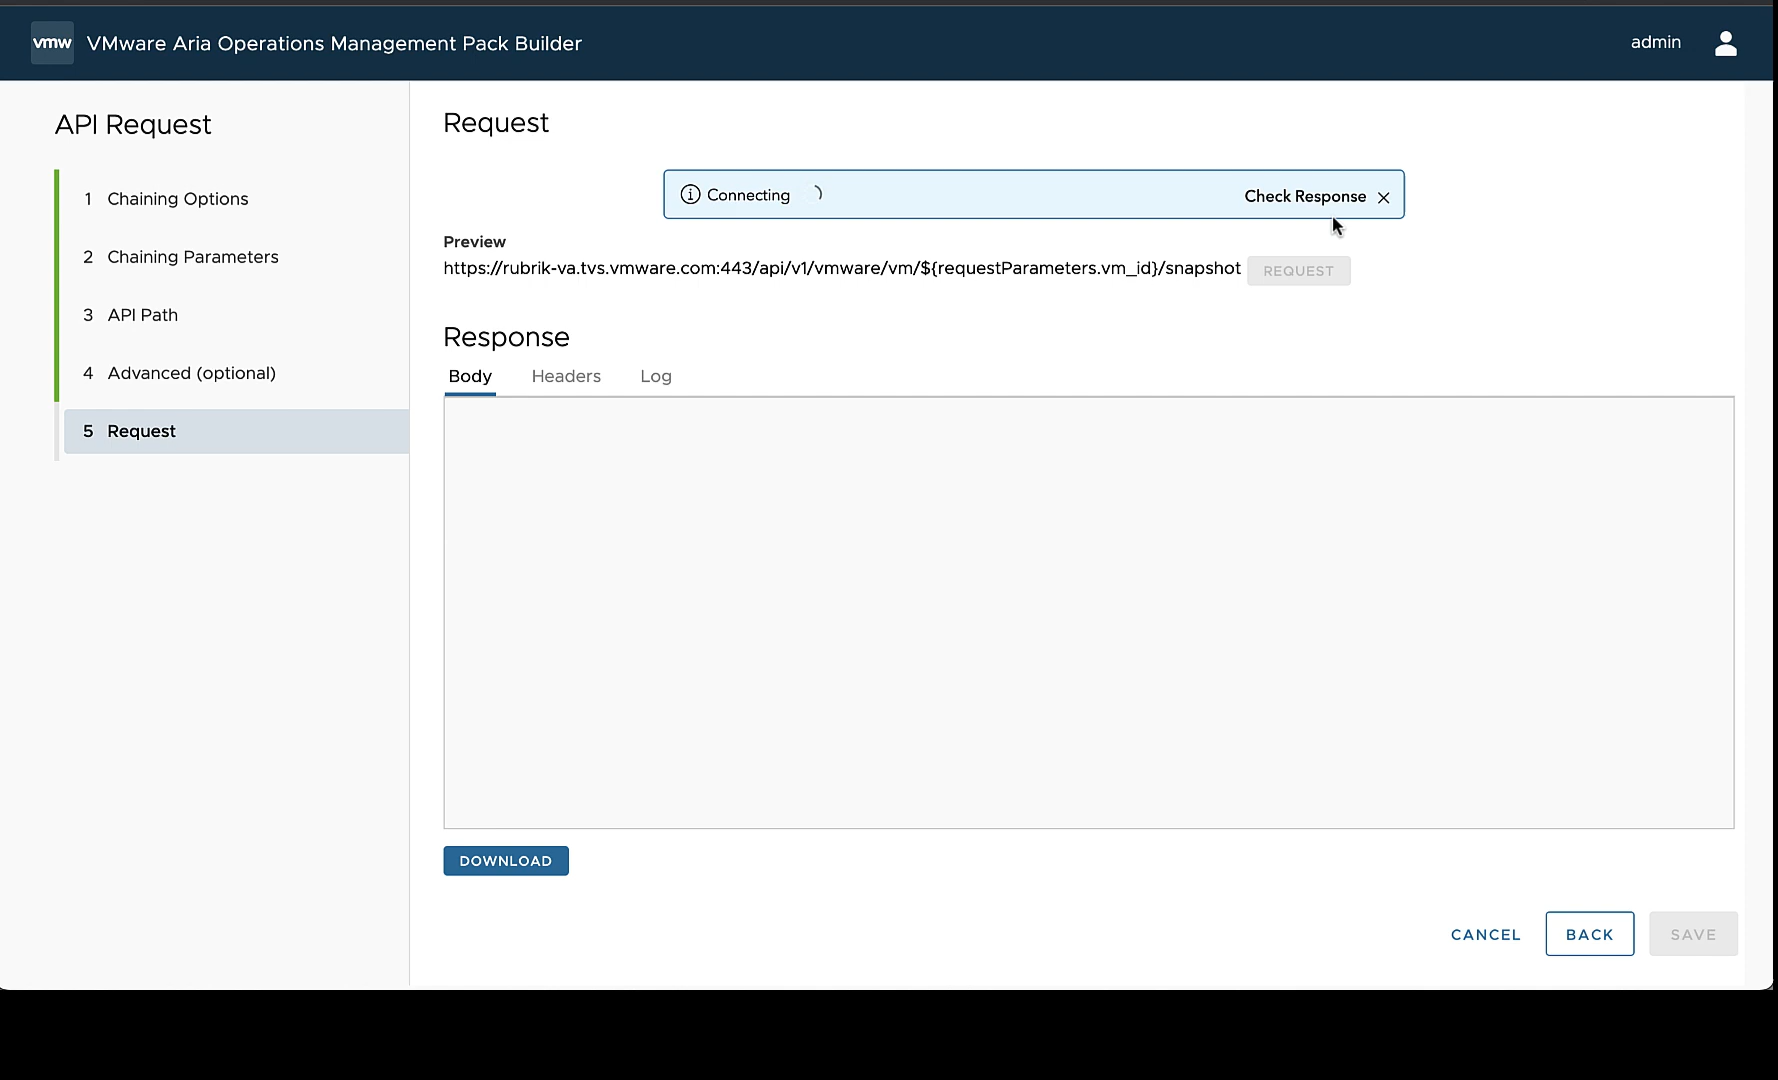 vmw VMware Aria Operations Management Pack Builder admin
API Request
1 Chaining Options
2 Chaining Parameters
3 API Path
4 Advanced (optional)
5 Request
Request
Connecting Check Response
Preview
https://rubrik-va.tvs.vmware.com:443/api/v1/vmware/vm/${requestParameters.vm_id}/snapshot REQUEST
Response
Body Headers Log
DOWNLOAD
CANCEL BACK SAVE